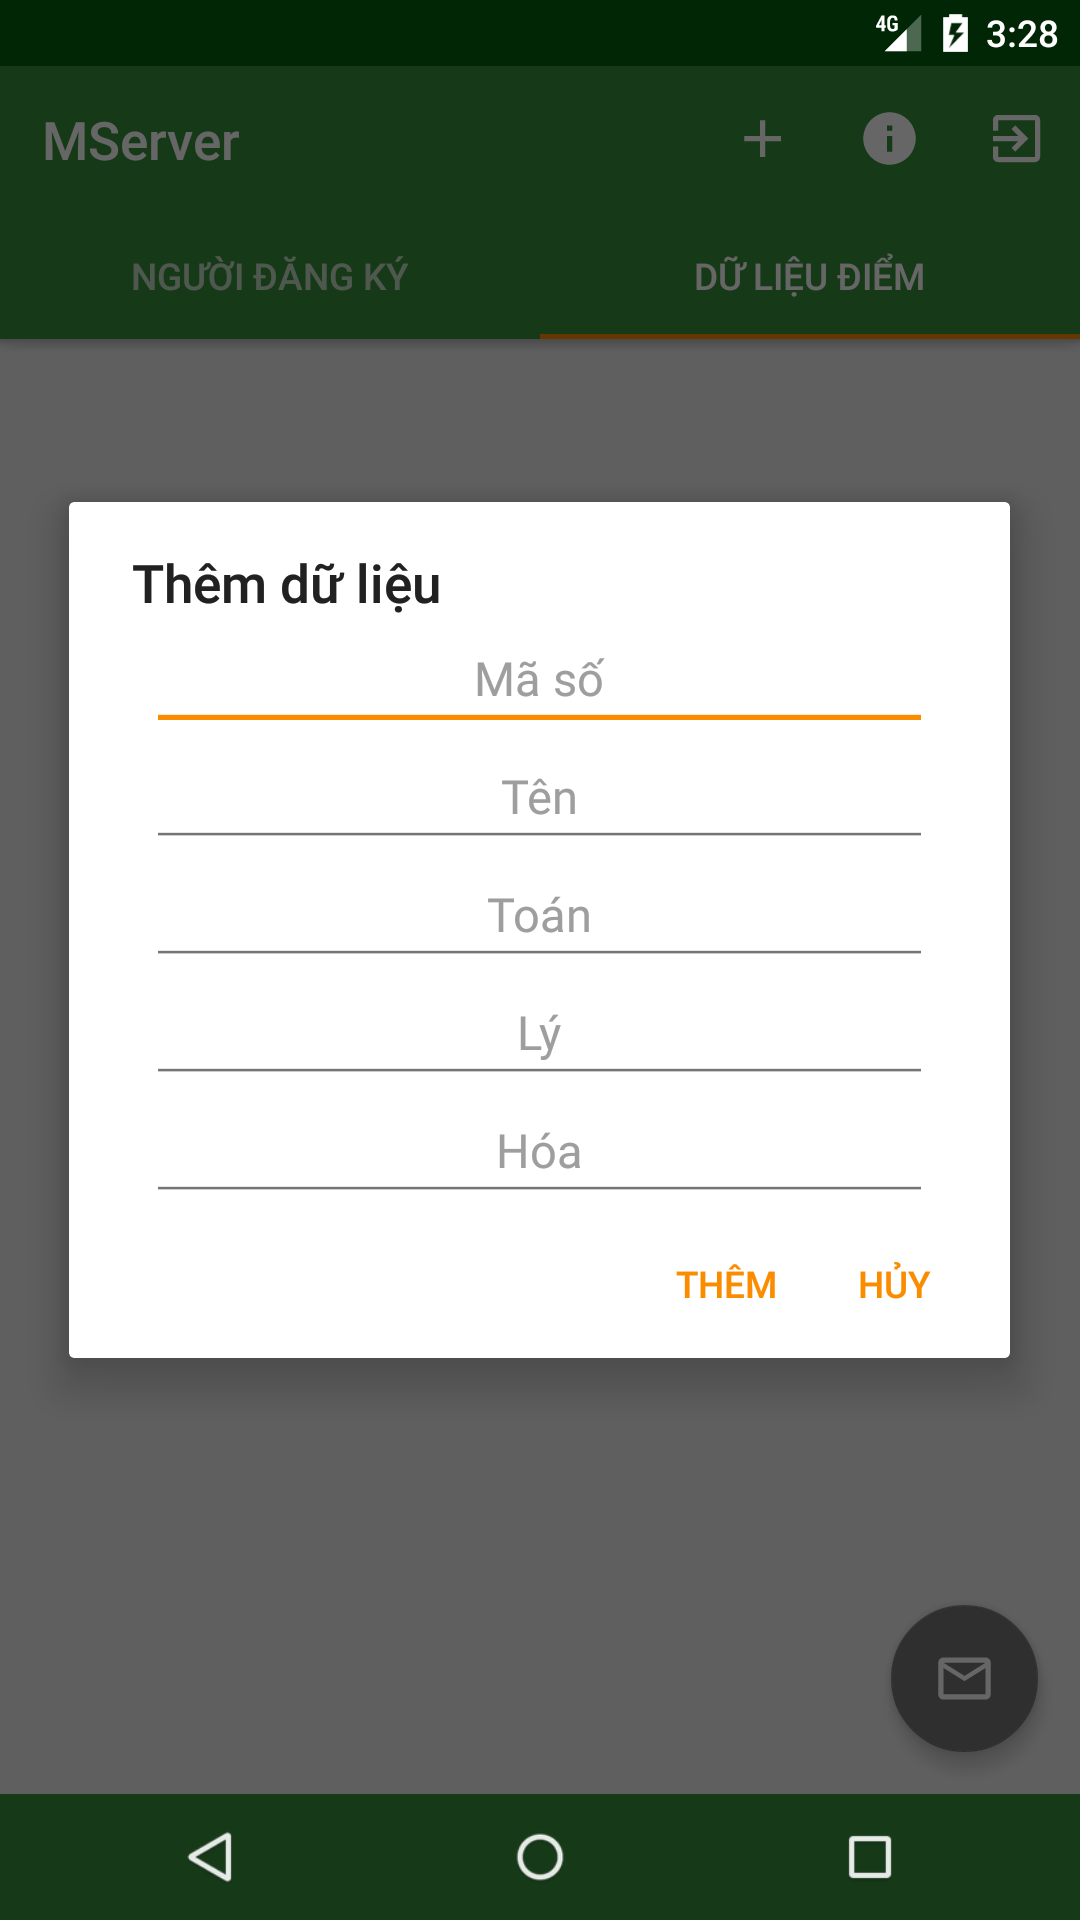 4G 3:28
MServer
NGƯỜI ĐĂNG KÝ DỮ LIỆU ĐIỂM
Thêm dữ liệu
Mã số
Tên
Toán
Lý
Hóa
THÊM HỦY